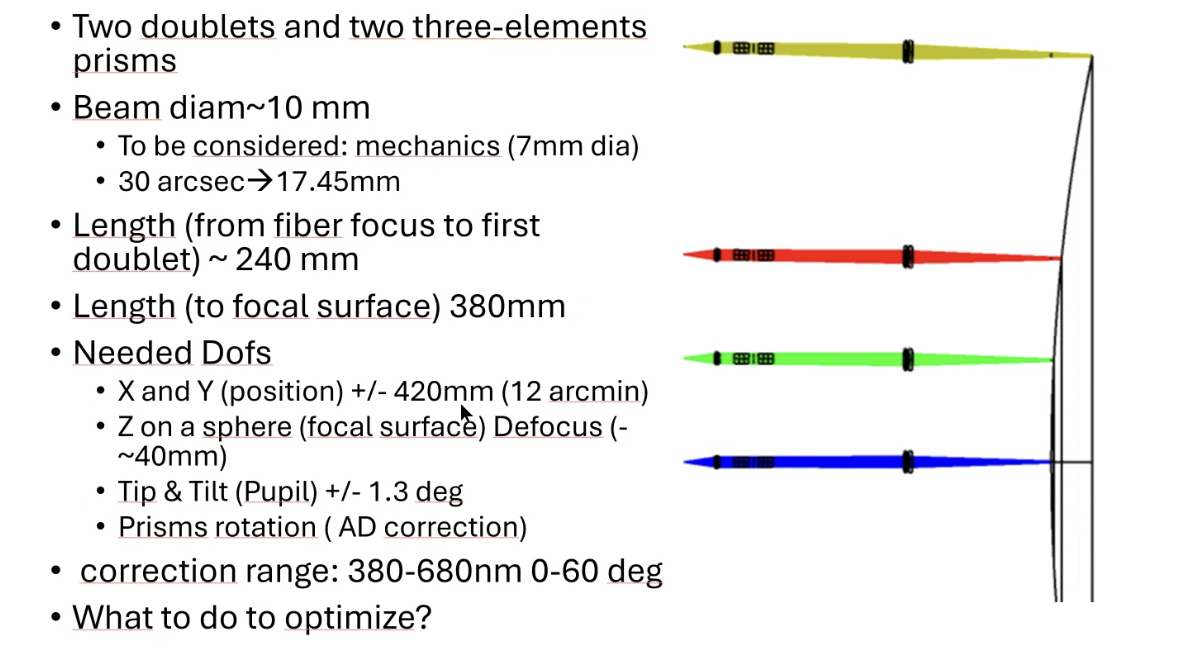 • Two doublets and two three-elements
prisms
• Beam diam~10 mm
• To be considered: mechanics (7mm dia)
• 30 arcsec→17.45mm
• Length (from fiber focus to first
doublet) ~ 240 mm
• Length (to focal surface) 380mm
• Needed Dofs
• X and Y (position) +/- 420mm (12 arcmin)
• Z on a sphere (focal surface) Defocus (-
~40mm)
• Tip & Tilt (Pupil) +/- 1.3 deg
• Prisms rotation ( AD correction)
• correction range: 380-680nm 0-60 deg
• What to do to optimize?